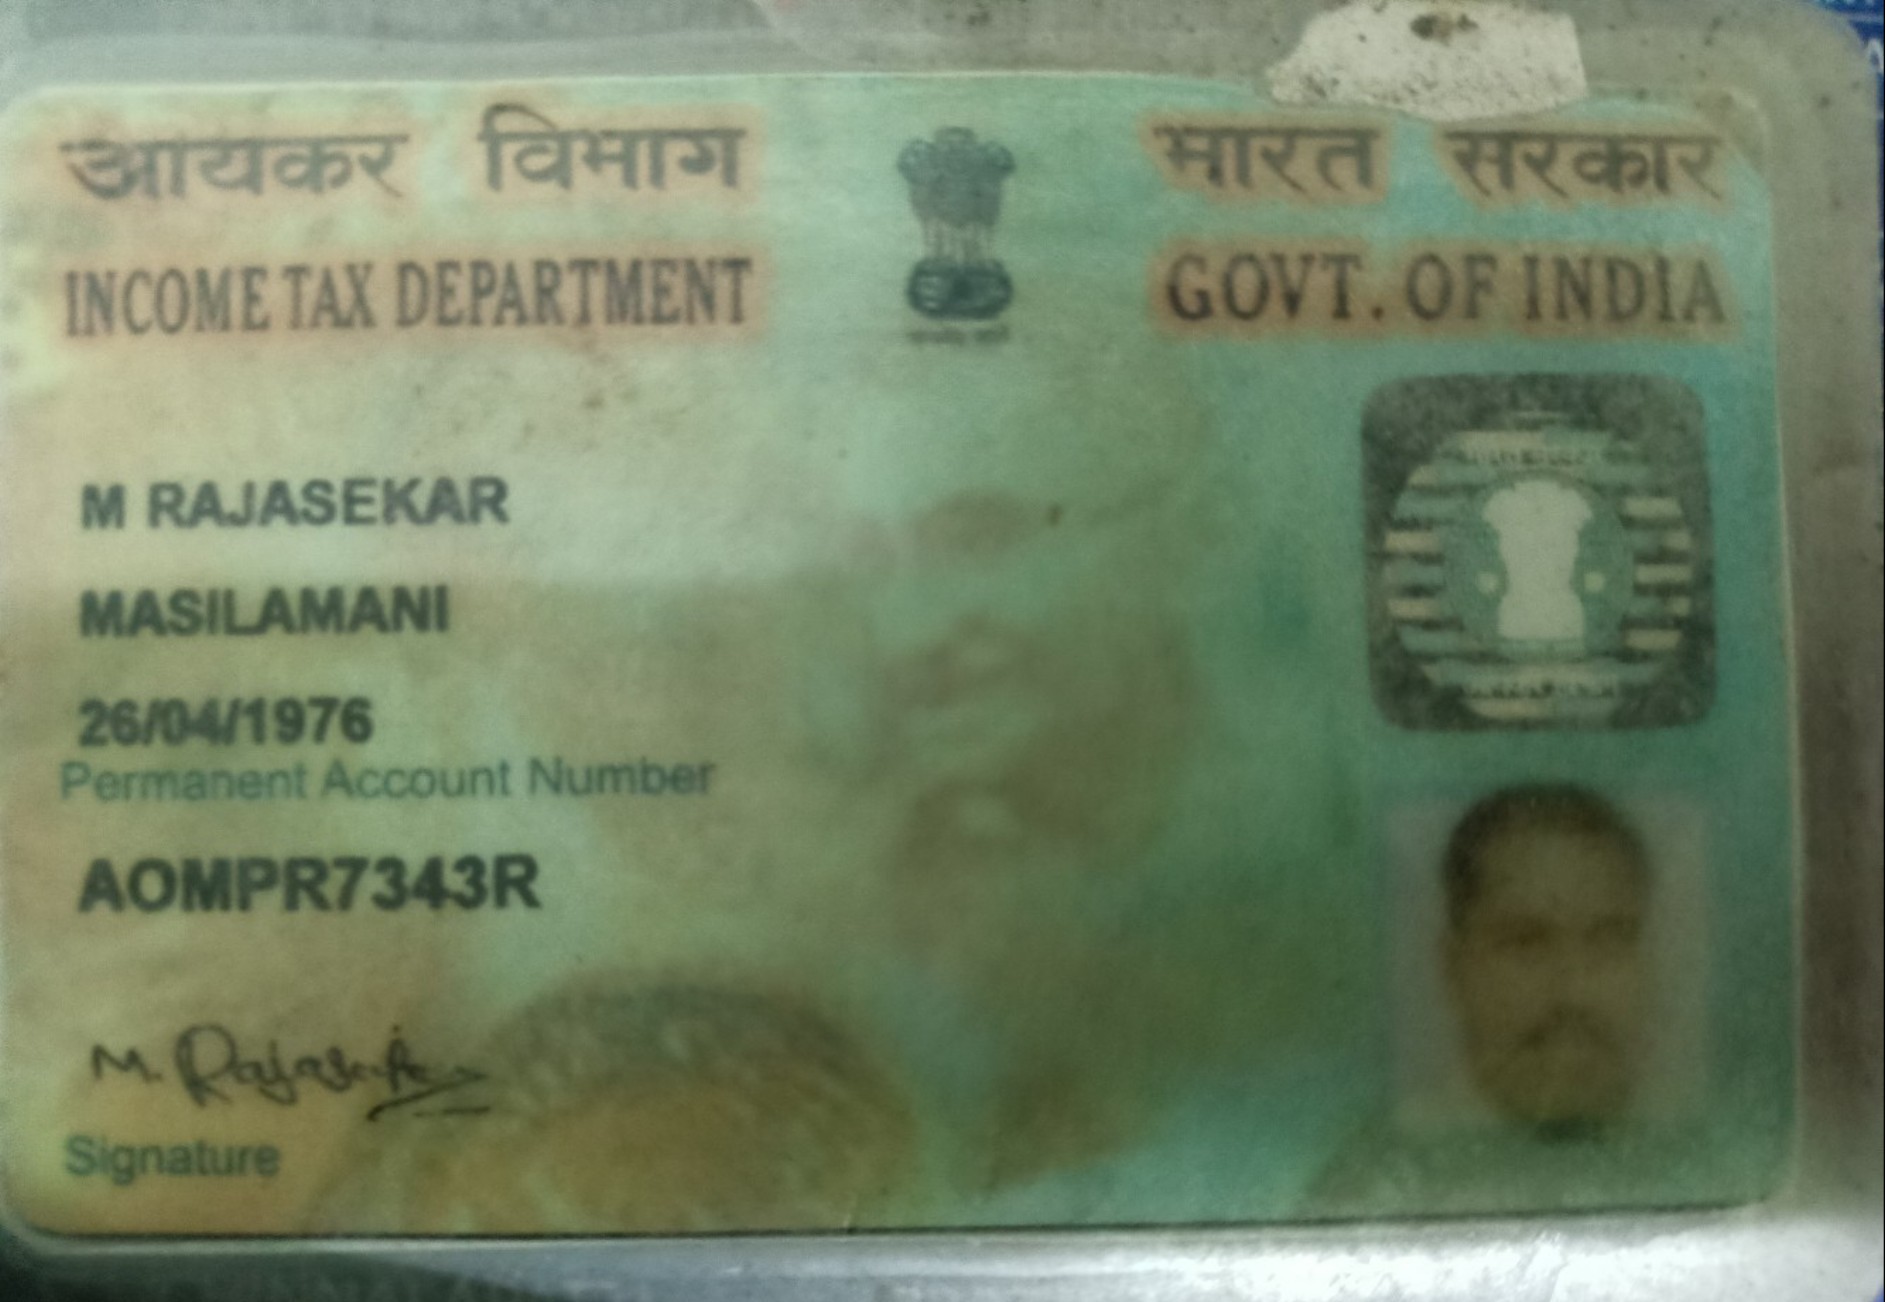 आयकर विभाग
INCOME TAX DEPARTMENT
भारत सरकार
GOVT. OF INDIA
M RAJASEKAR
MASILAMANI
26/04/1976
Permanent Account Number
AOMPR7343R
M. Rajasekar
Signature